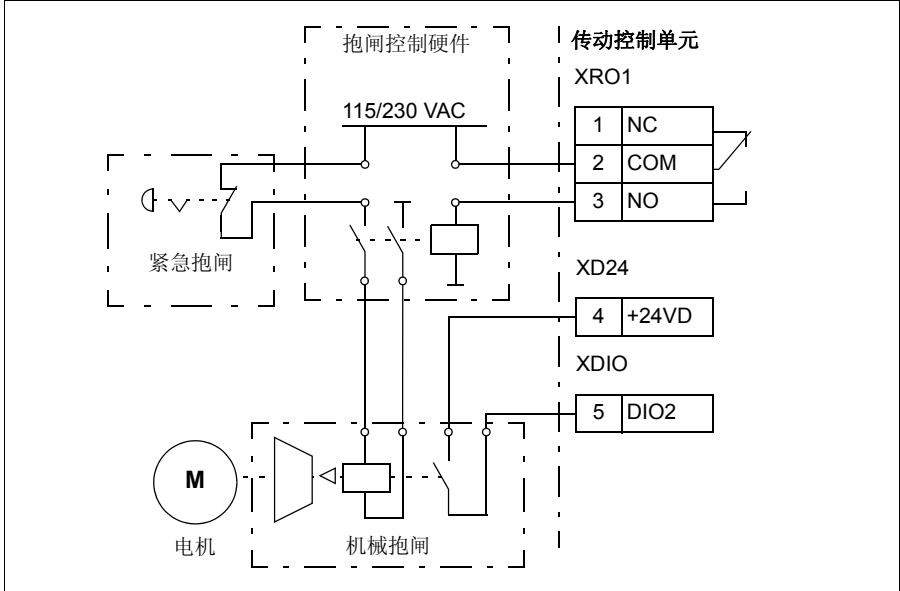 抱闸控制硬件
传动控制单元
XRO1
115/230 VAC
1 NC
2 COM
3 NO
紧急抱闸
XD24
4 +24VD
XDIO
5 DIO2
M
电机
机械抱闸